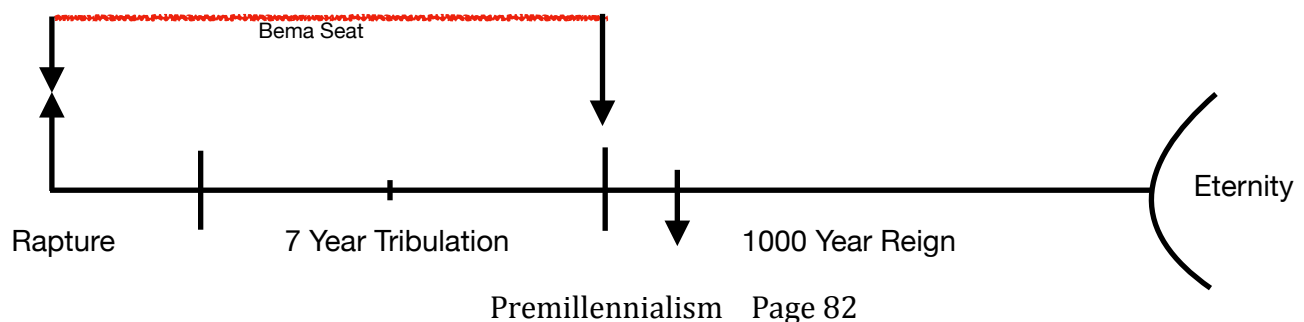 Bema Seat
Eternity
Rapture
7 Year Tribulation
1000 Year Reign
Premillennialism Page 82